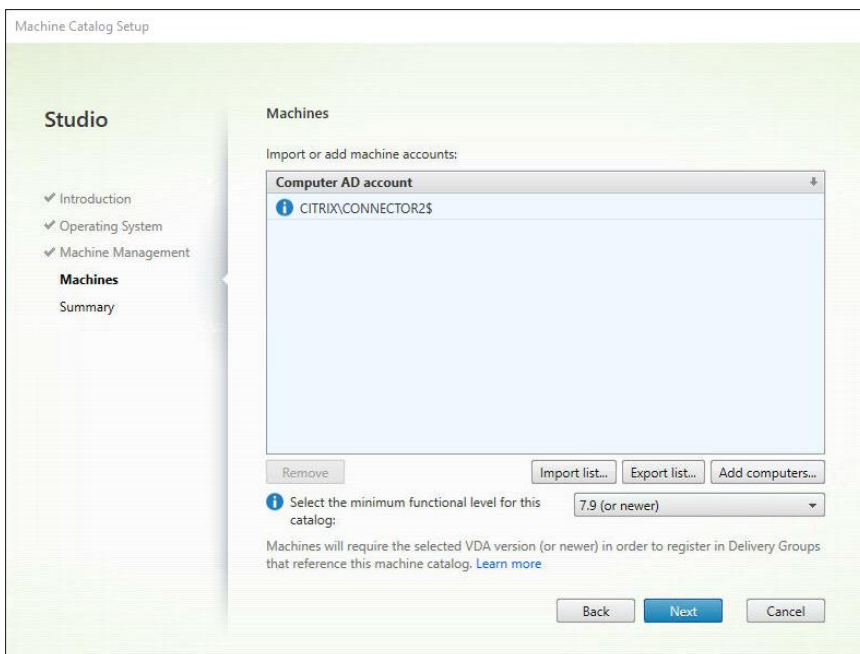 Machine Catalog Setup
Studio
Introduction
Operating System
Machine Management
Machines
Summary
Machines
Import or add machine accounts:
Computer AD account
CITRIX\CONNECTOR2$
Remove
Import list...
Export list...
Add computers...
Select the minimum functional level for this
catalog:
7.9 (or newer)
Machines will require the selected VDA version (or newer) in order to register in Delivery Groups
that reference this machine catalog. Learn more
Back
Next
Cancel